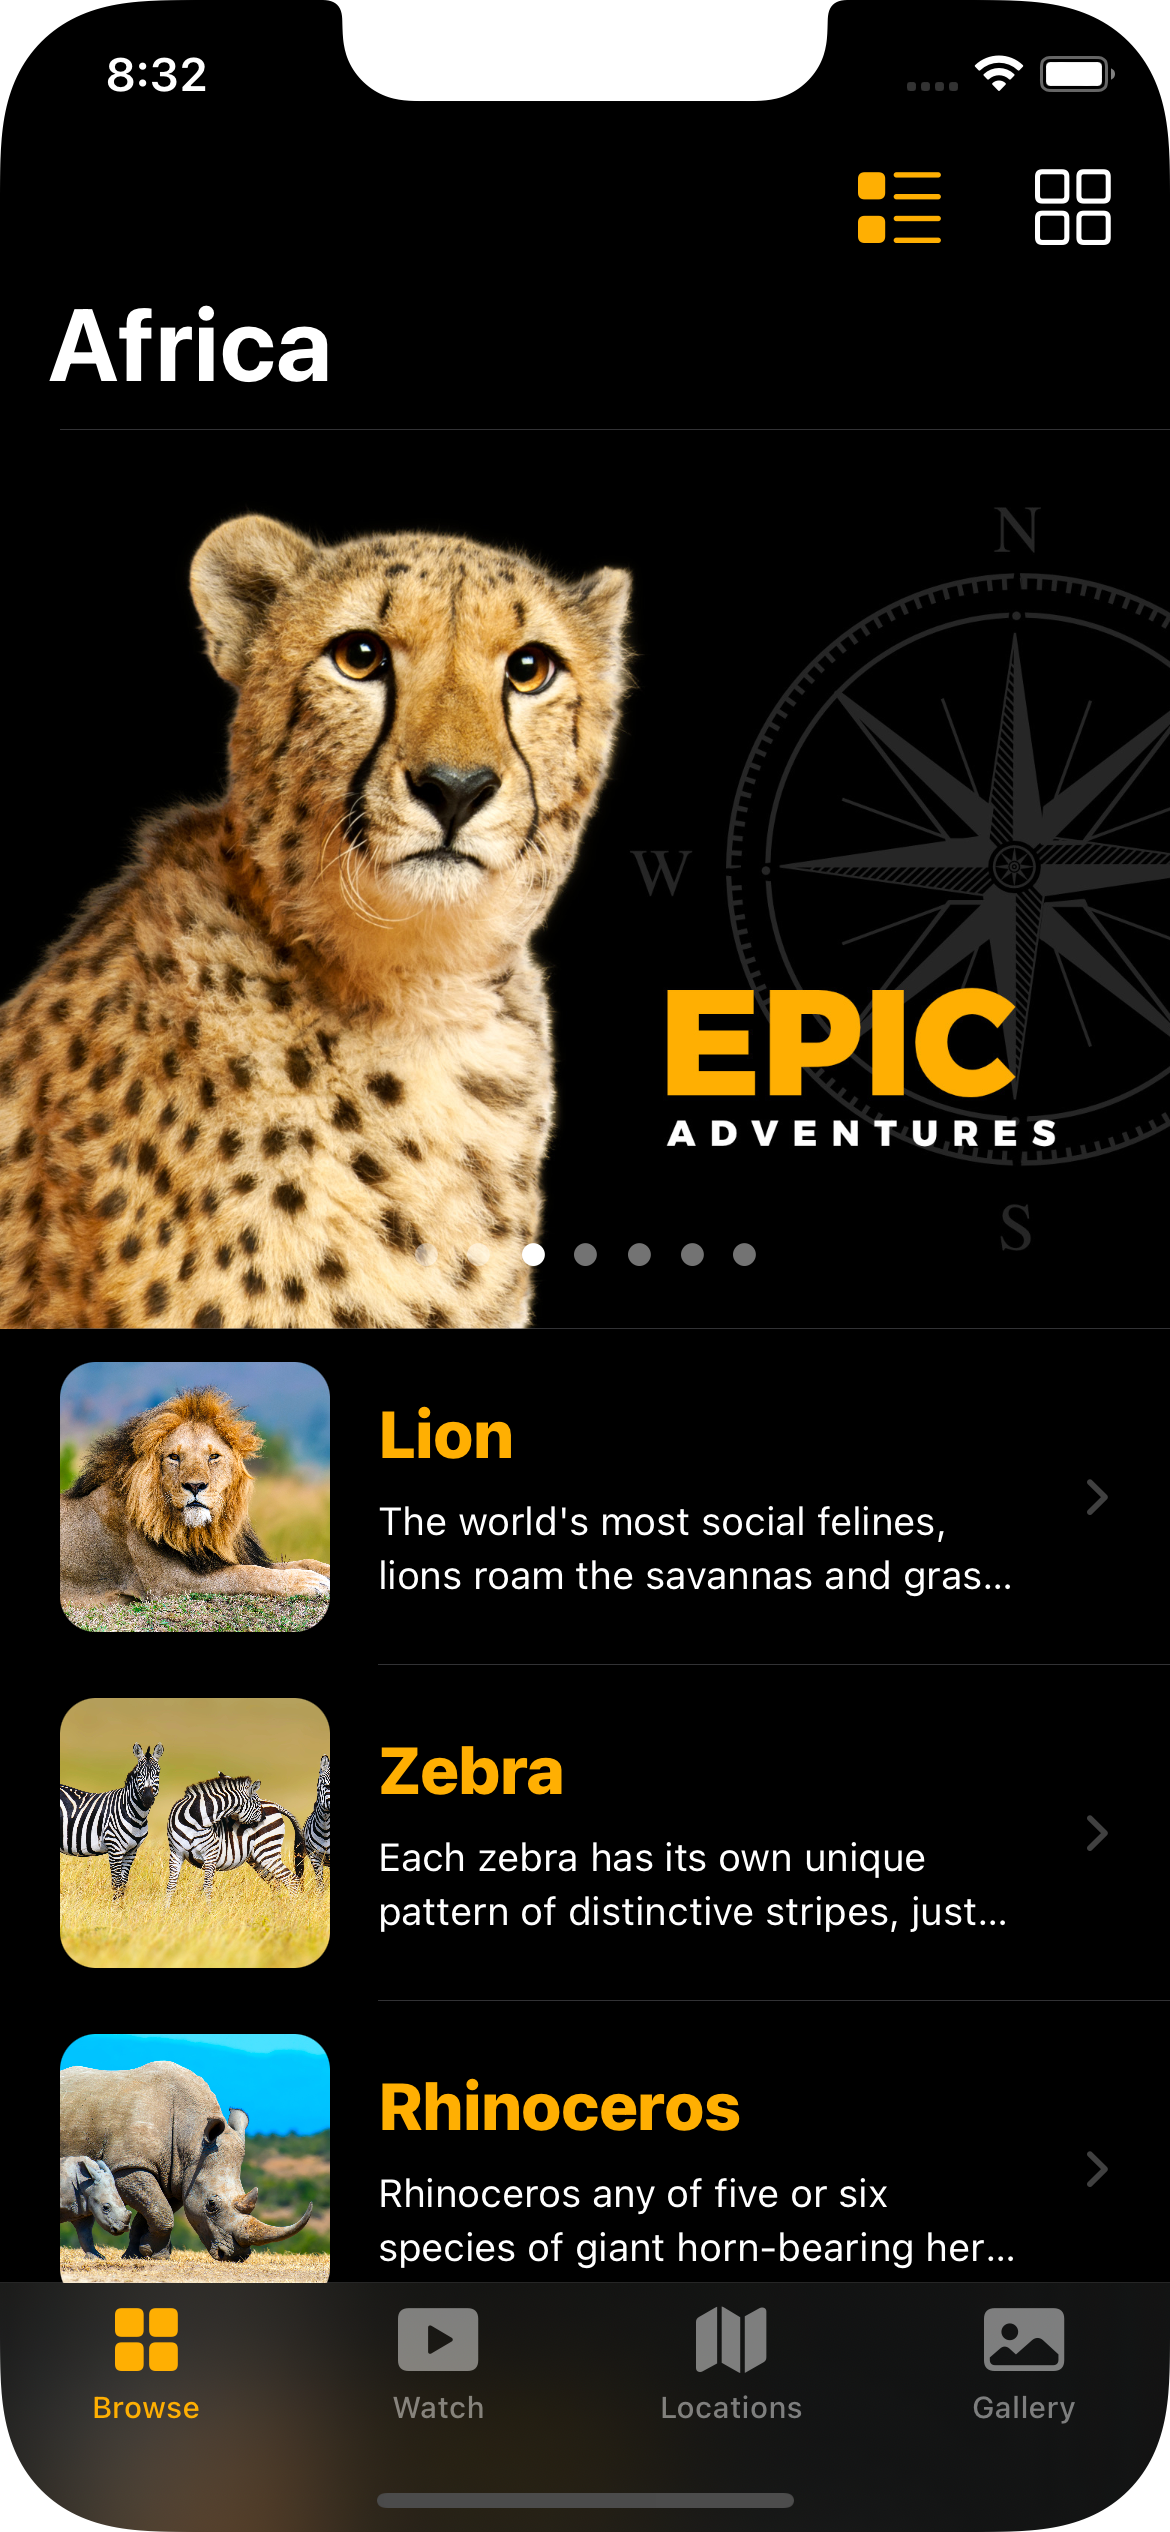 8:32
Africa
N
W
EPIC
ADVENTURES
S
Lion
The world's most social felines,
lions roam the savannas and gras...
Zebra
Each zebra has its own unique
pattern of distinctive stripes, just...
Rhinoceros
Rhinoceros any of five or six
species of giant horn-bearing her...
Browse
Watch
Locations
Gallery